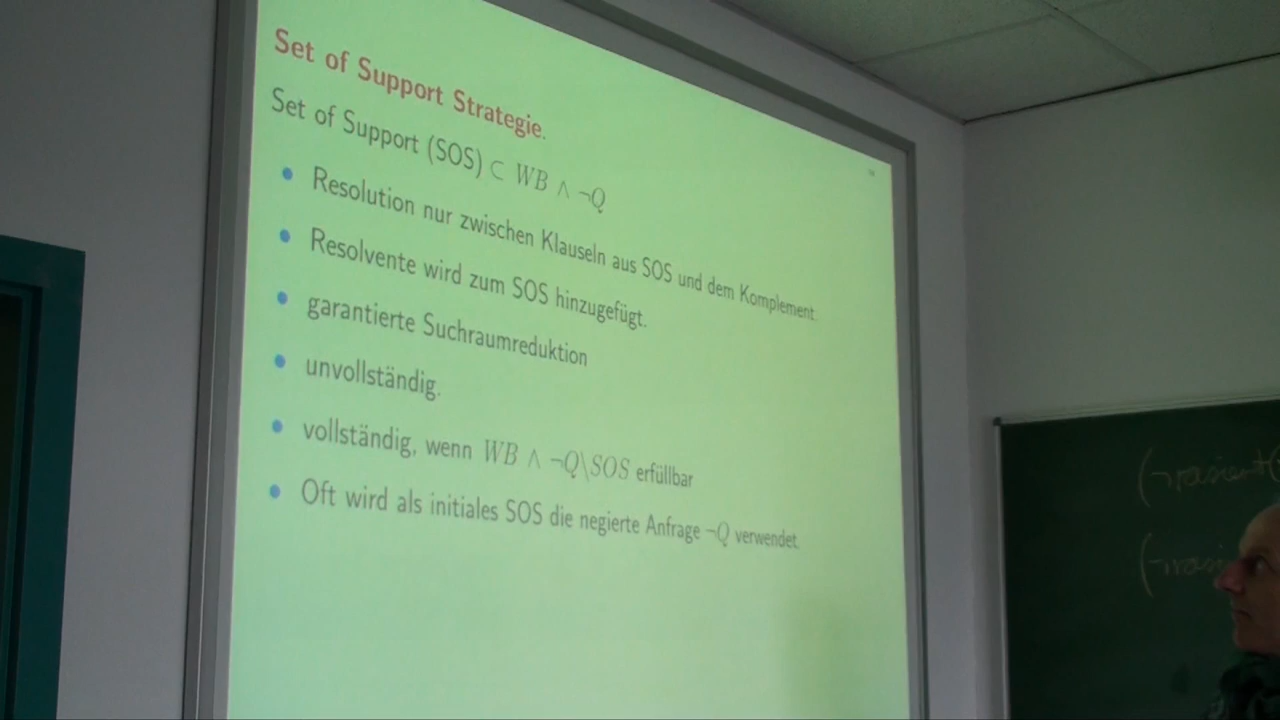 Set of Support Strategie.
Set of Support (SOS) ⊂ WB ∧ ¬Q
• Resolution nur zwischen Klauseln aus SOS und dem Komplement.
• Resolvente wird zum SOS hinzugefügt.
• garantierte Suchraumreduktion
• unvollständig.
• vollständig, wenn WB ∧ ¬Q\SOS erfüllbar
• Oft wird als initiales SOS die negierte Anfrage ¬Q verwendet.
(¬rasiert(